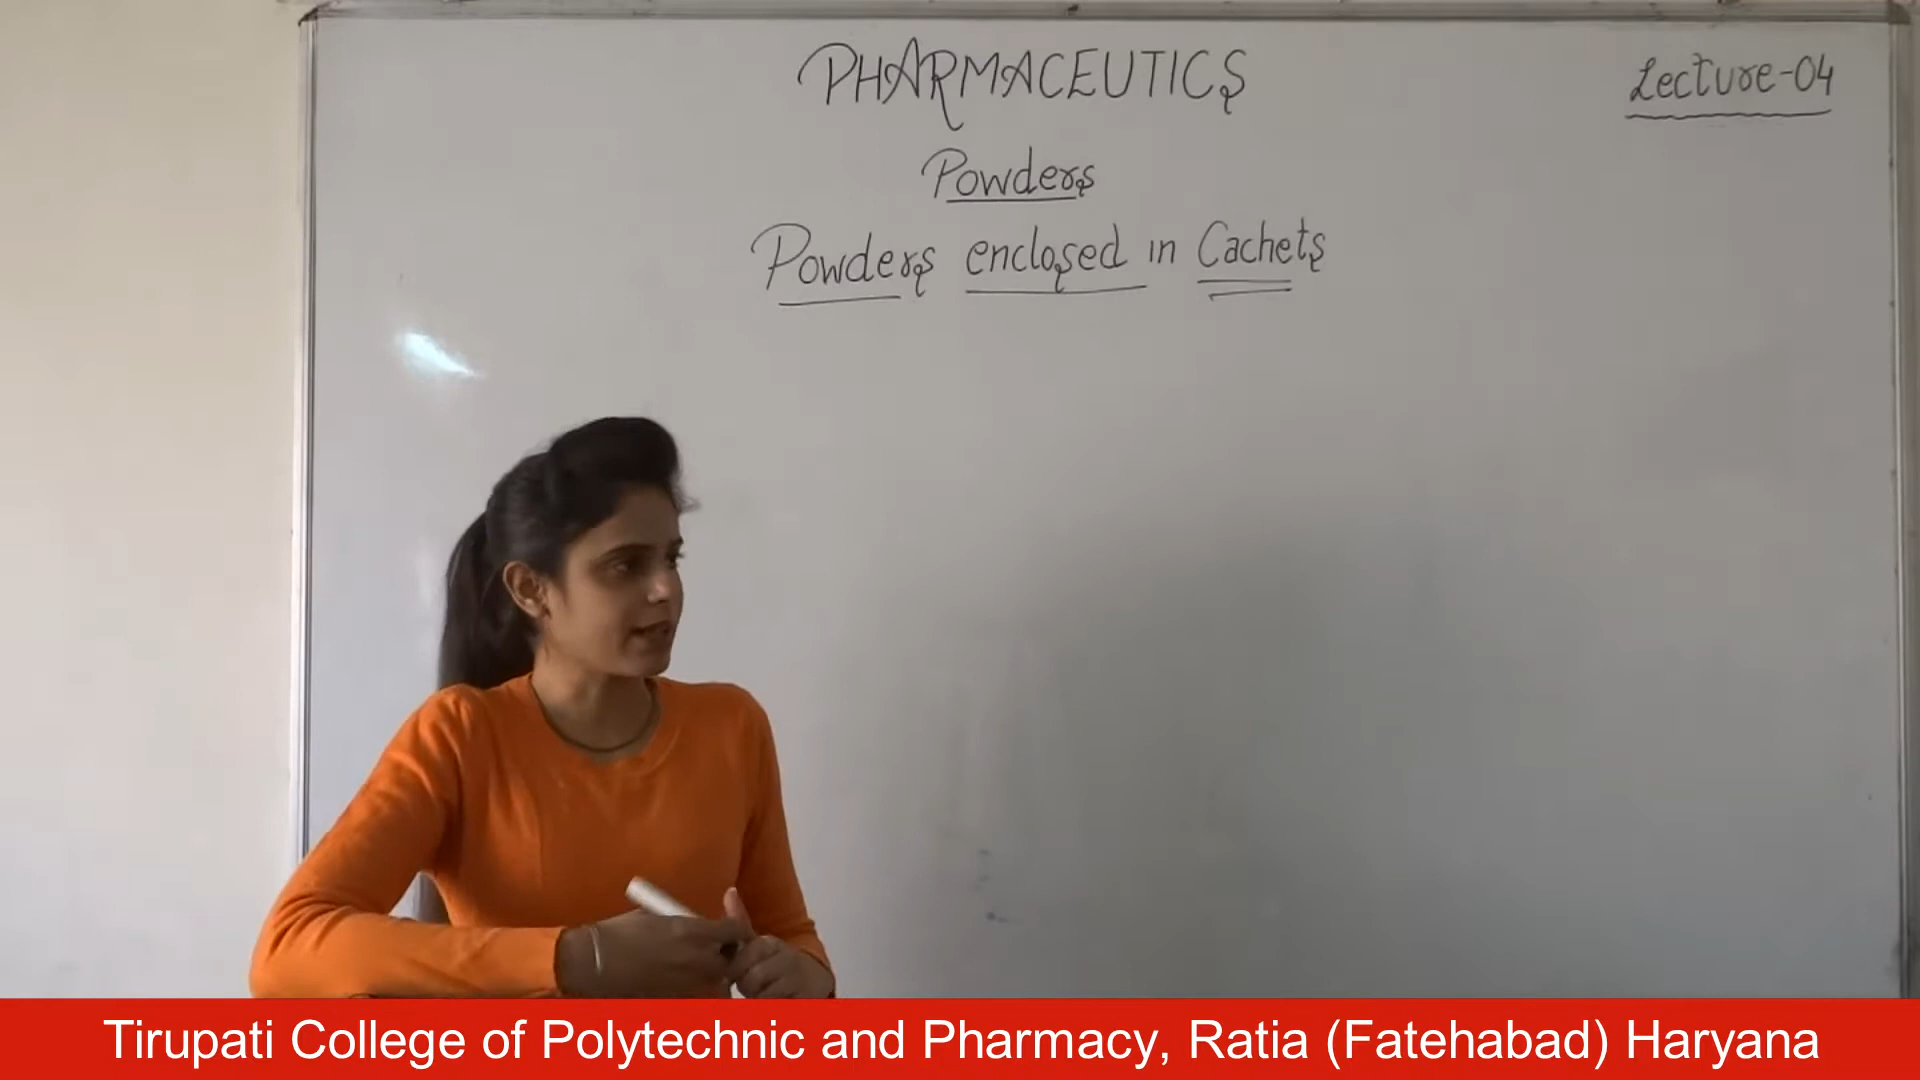 PHARMACEUTICS
Lecture-04
Powders
Powders enclosed in Cachets
Tirupati College of Polytechnic and Pharmacy, Ratia (Fatehabad) Haryana